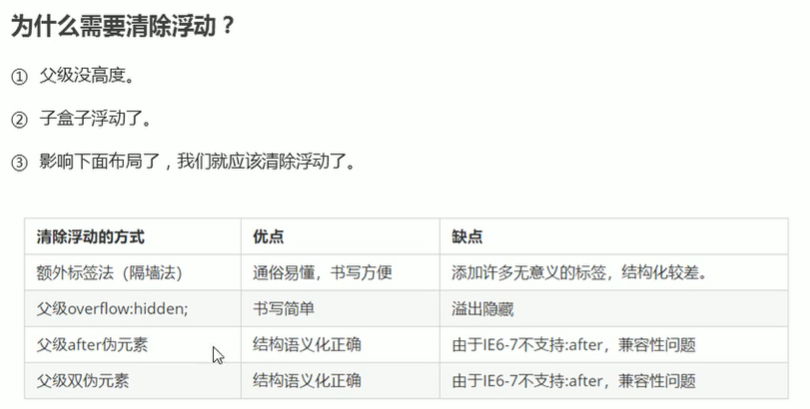 为什么需要清除浮动？
① 父级没高度。
② 子盒子浮动了。
③ 影响下面布局了，我们就应该清除浮动了。
清除浮动的方式 优点 缺点
额外标签法（隔墙法） 通俗易懂，书写方便 添加许多无意义的标签，结构化较差。
父级overflow:hidden; 书写简单 溢出隐藏
父级after伪元素 结构语义化正确 由于IE6-7不支持:after，兼容性问题
父级双伪元素 结构语义化正确 由于IE6-7不支持:after，兼容性问题